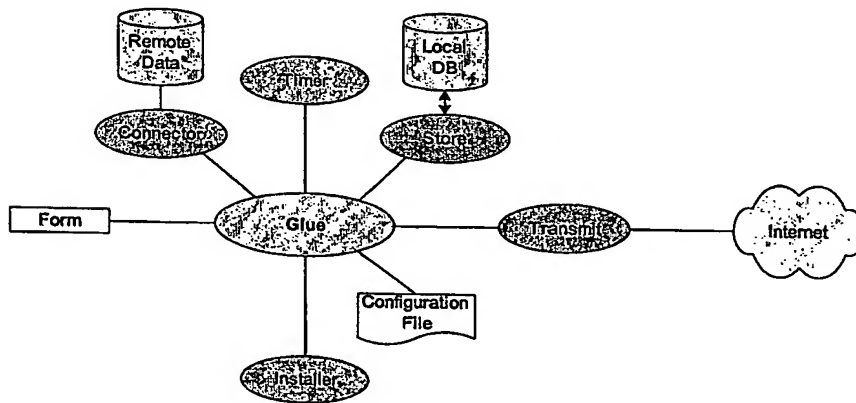 Remote
Data
Local
DB
Timer
Connector
Store
Form
Glue
Transmit
Internet
Configuration
File
Installer